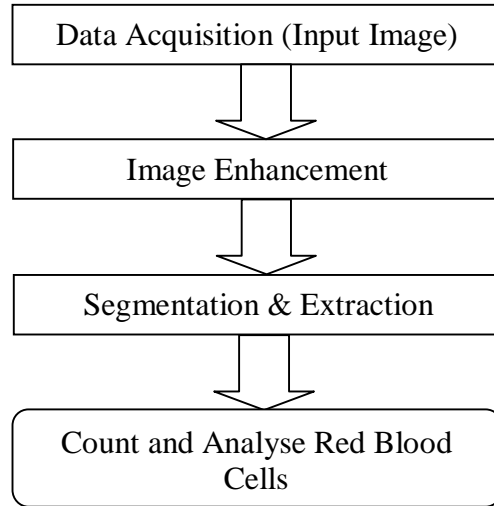 Data Acquisition (Input Image)
Image Enhancement
Segmentation & Extraction
Count and Analyse Red Blood
Cells